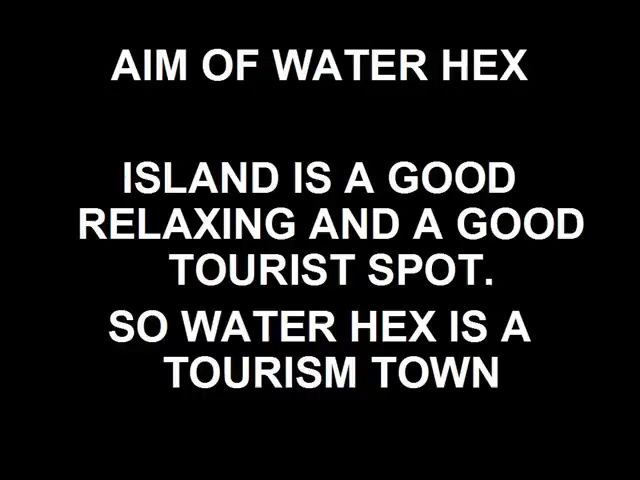 AIM OF WATER HEX
ISLAND IS A GOOD
RELAXING AND A GOOD
TOURIST SPOT.
SO WATER HEX IS A
TOURISM TOWN